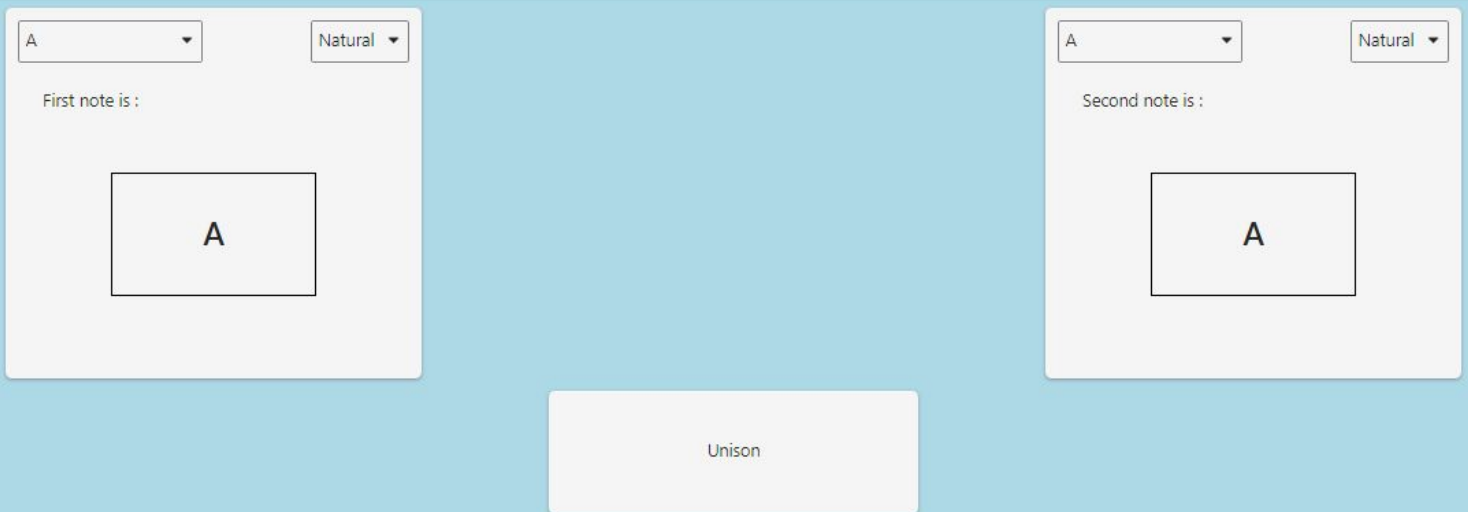 A
Natural
First note is :
A
A
Natural
Second note is :
A
Unison